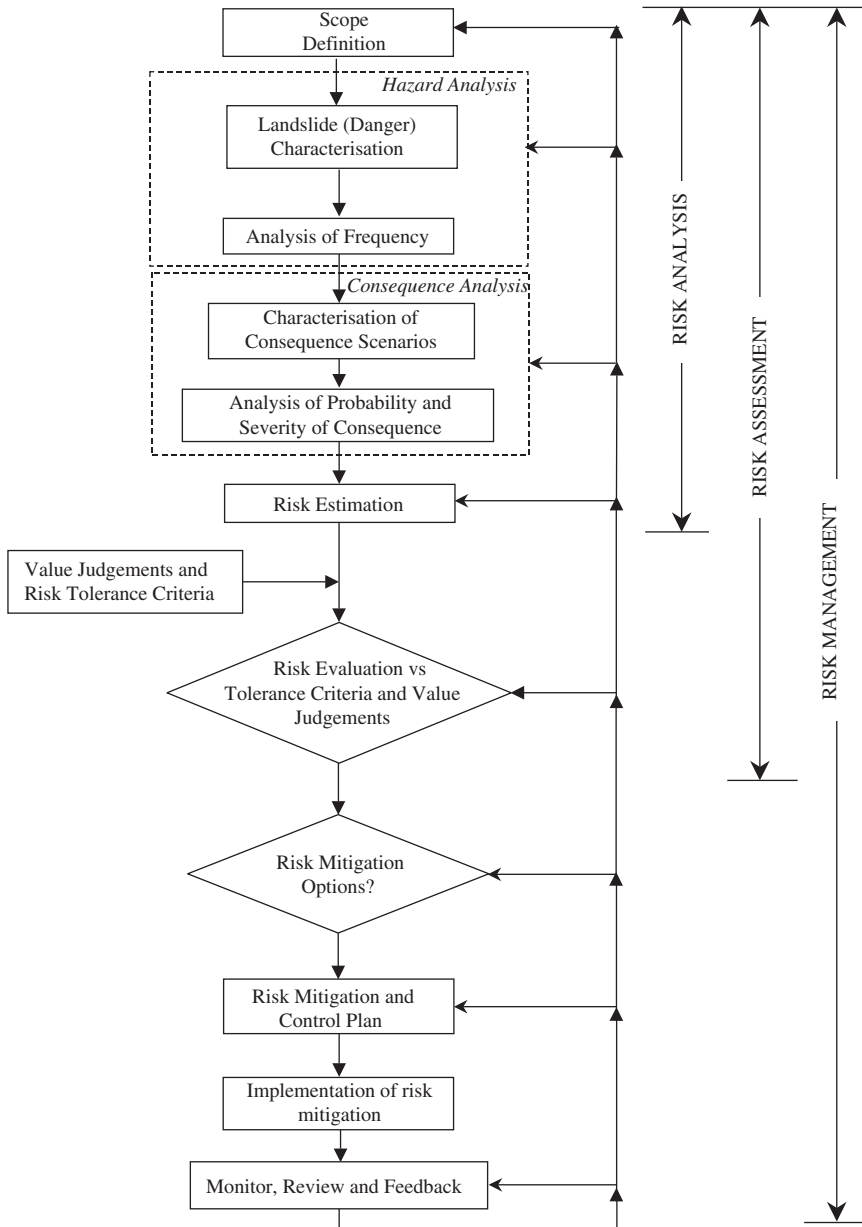 Scope
Definition
Hazard Analysis
Landslide (Danger)
Characterisation
Analysis of Frequency
Consequence Analysis
Characterisation of
Consequence Scenarios
Analysis of Probability and
Severity of Consequence
Risk Estimation
Value Judgements and
Risk Tolerance Criteria
Risk Evaluation vs
Tolerance Criteria and Value
Judgements
Risk Mitigation
Options?
Risk Mitigation and
Control Plan
Implementation of risk
mitigation
Monitor, Review and Feedback
RISK ANALYSIS
RISK ASSESSMENT
RISK MANAGEMENT